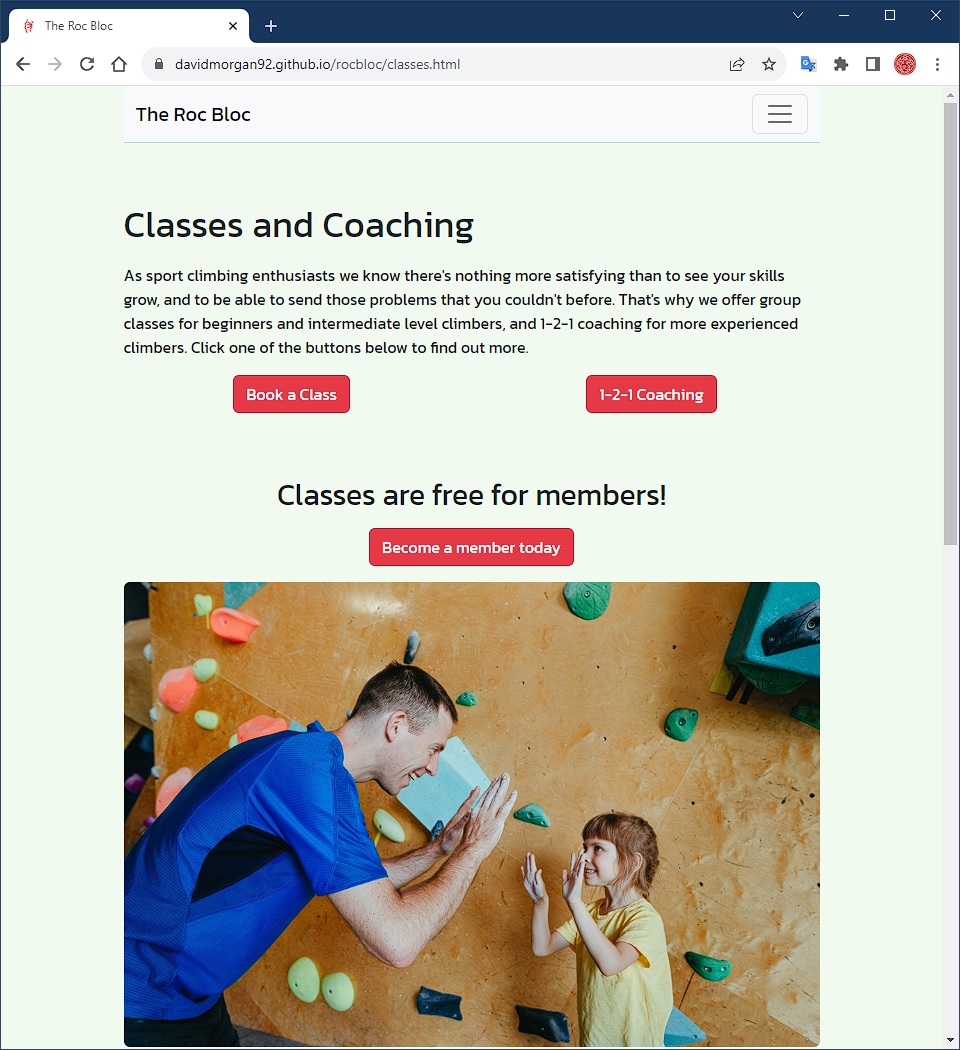 The Roc Bloc
davidmorgan92.github.io/rocbloc/classes.html
The Roc Bloc
Classes and Coaching
As sport climbing enthusiasts we know there's nothing more satisfying than to see your skills
grow, and to be able to send those problems that you couldn't before. That's why we offer group
classes for beginners and intermediate level climbers, and 1-2-1 coaching for more experienced
climbers. Click one of the buttons below to find out more.
Book a Class
1-2-1 Coaching
Classes are free for members!
Become a member today